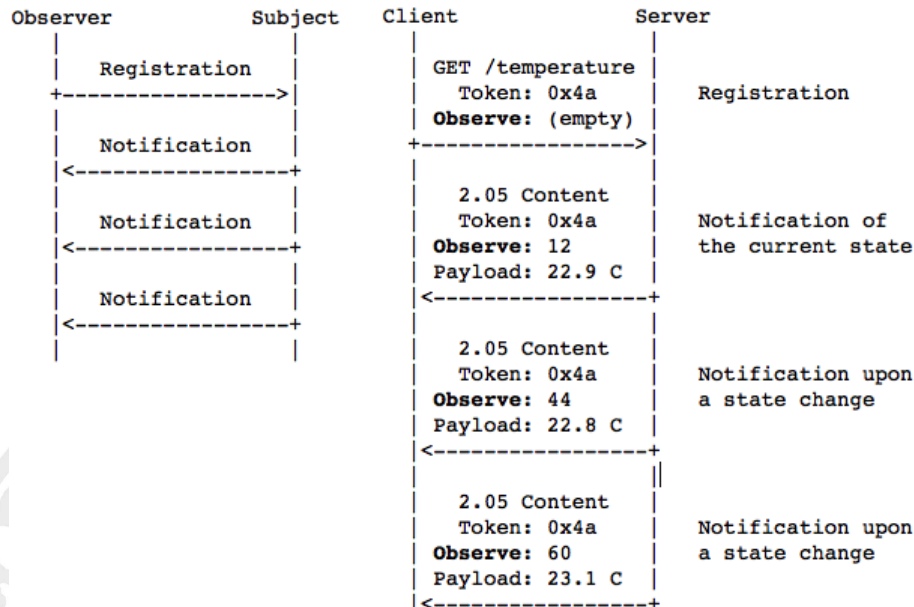 Observer Subject
Registration
Notification
Notification
Notification
Client Server
GET /temperature
Token: 0x4a Registration
Observe: (empty)
2.05 Content
Token: 0x4a Notification of
Observe: 12 the current state
Payload: 22.9 C
2.05 Content
Token: 0x4a Notification upon
Observe: 44 a state change
Payload: 22.8 C
2.05 Content
Token: 0x4a Notification upon
Observe: 60 a state change
Payload: 23.1 C